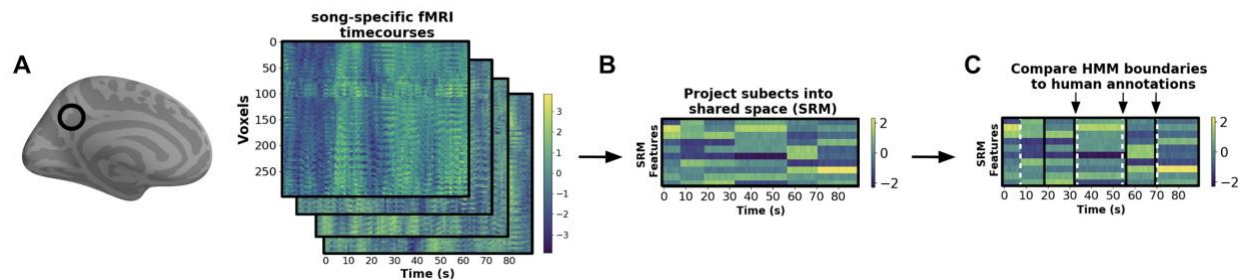 A
song-specific fMRI
timecourses
Voxels
0
50
100
150
200
250
3
2
1
0
−1
−2
−3
0 10 20 30 40 50 60 70 80
Time (s)
B
Project suects into
shared space (SRM)
SRM
Features
2
0
−2
0 10 20 30 40 50 60 70 80
Time (s)
C
Compare HMM boundaries
to human annotations
SRM
Features
2
0
−2
0 10 20 30 40 50 60 70 80
Time (s)